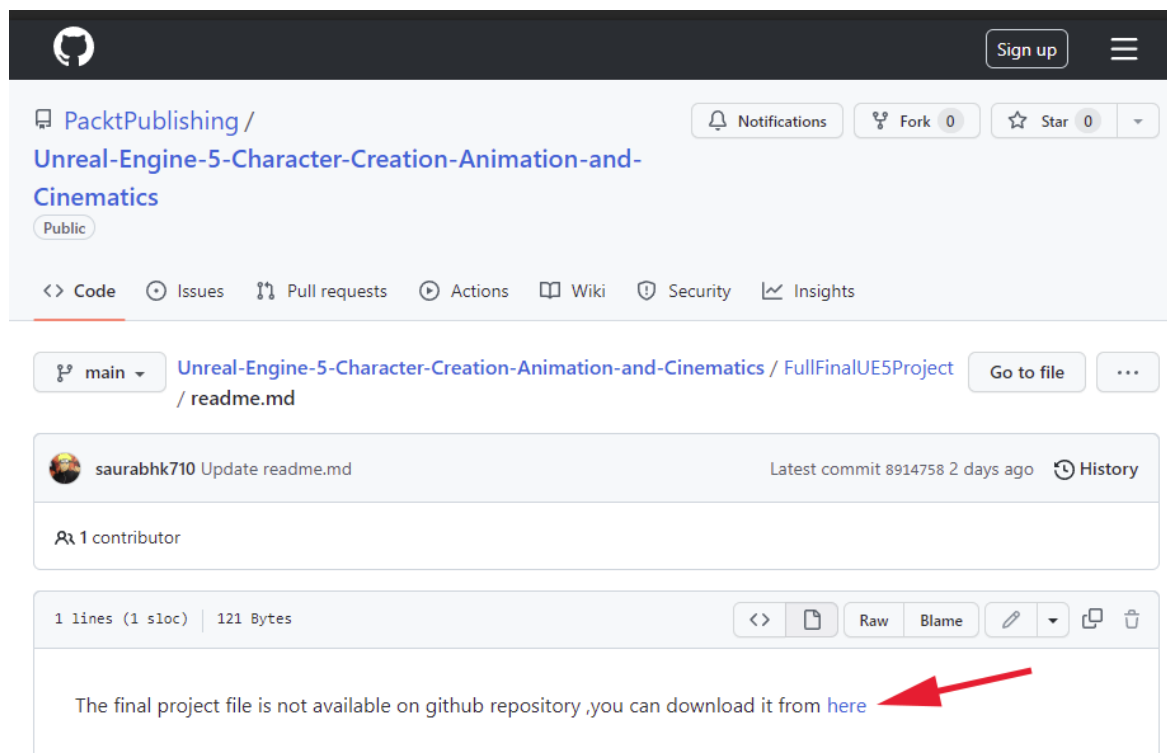 Sign up
PacktPublishing /
Notifications
Fork 0
Star 0
Unreal-Engine-5-Character-Creation-Animation-and-
Cinematics
Public
Code
Issues
Pull requests
Actions
Wiki
Security
Insights
main
Unreal-Engine-5-Character-Creation-Animation-and-Cinematics / FullFinalUE5Project
/ readme.md
Go to file
saurabhk710 Update readme.md
Latest commit 8914758 2 days ago
History
1 contributor
1 lines (1 sloc)
121 Bytes
Raw
Blame
The final project file is not available on github repository ,you can download it from here